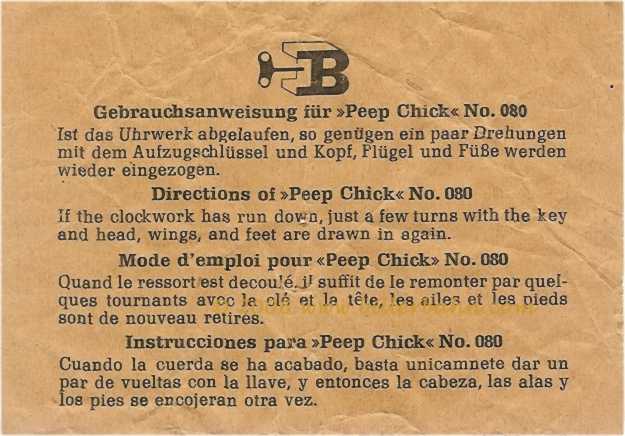 B
Gebrauchsanweisung für »Peep Chick« No. 080
Ist das Uhrwerk abgelaufen, so genügen ein paar Drehungen
mit dem Aufzugschlüssel und Kopf, Flügel und Füße werden
wieder eingezogen.
Directions of »Peep Chick« No. 080
If the clockwork has run down, just a few turns with the key
and head, wings, and feet are drawn in again.
Mode d'emploi pour «Peep Chick» No. 080
Quand le ressort est decoulé, il suffit de le remonter par quel-
ques tournants avec la clé et la tête, les ailes et les pieds
sont de nouveau retires.
Instrucciones para »Peep Chick« No. 080
Cuando la cuerda se ha acabado, basta unicamnete dar un
par de vueltas con la llave, y entonces la cabeza, las alas y
los pies se encojeran otra vez.